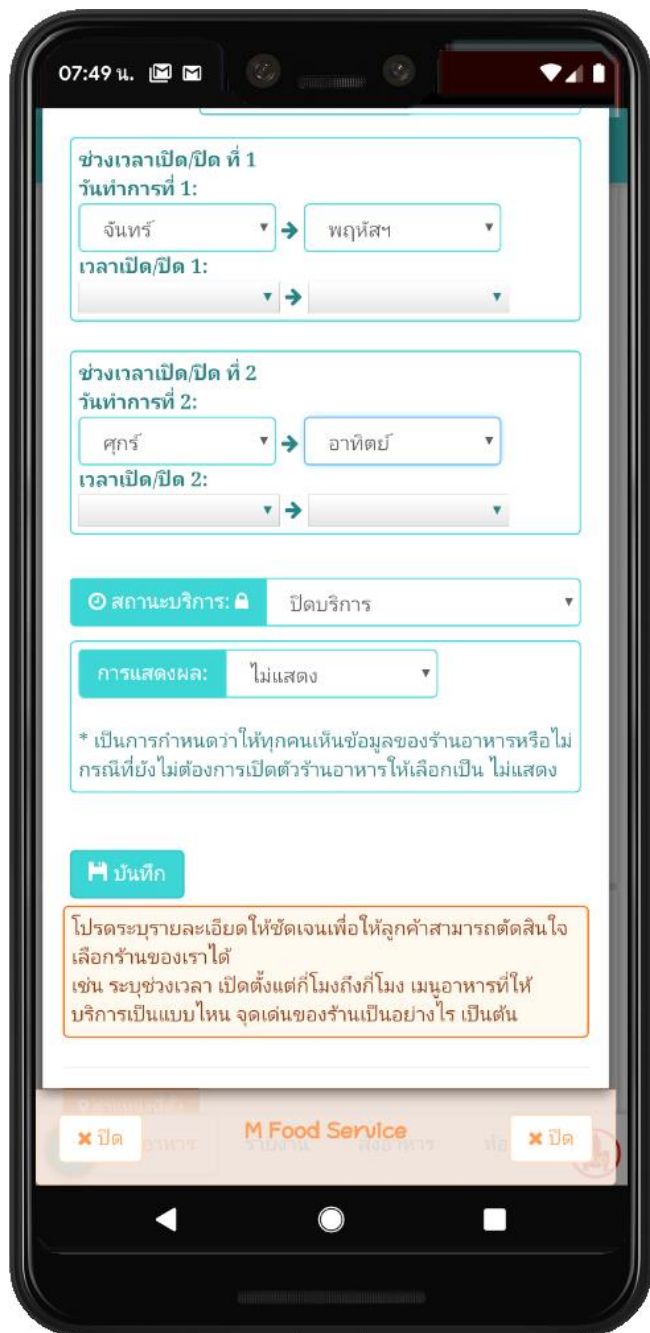 07:49 น.
ช่วงเวลาเปิด/ปิด ที่ 1
วันทำการที่ 1:
จันทร์ พฤหัสฯ
เวลาเปิด/ปิด 1:
ช่วงเวลาเปิด/ปิด ที่ 2
วันทำการที่ 2:
ศุกร์ อาทิตย์
เวลาเปิด/ปิด 2:
สถานะบริการ: ปิดบริการ
การแสดงผล: ไม่แสดง
* เป็นการกำหนดว่าให้ทุกคนเห็นข้อมูลของร้านอาหารหรือไม่
กรณีที่ยังไม่ต้องการเปิดตัวร้านอาหารให้เลือกเป็น ไม่แสดง
บันทึก
โปรดระบุรายละเอียดให้ชัดเจนเพื่อให้ลูกค้าสามารถตัดสินใจ
เลือกร้านของเราได้
เช่น ระบุช่วงเวลา เปิดตั้งแต่กี่โมงถึงกี่โมง เมนูอาหารที่ให้
บริการเป็นแบบไหน จุดเด่นของร้านเป็นอย่างไร เป็นต้น
ปิด M Food Service ปิด
อาหาร รายงาน สั่งอาหาร